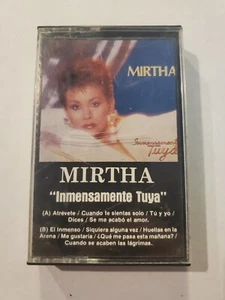 MIRTHA
Inmensamente
Tuya
MIRTHA
"Inmensamente Tuya"
(A) Atrévete / Cuando te sientas solo / Tú y yo /
Dices / Se me acabó el amor.
(B) El Inmenso / Siquiera alguna vez / Huellas en la
Arena / Me gustaría / ¿Qué me pasa esta mañana? /
Cuando se acaben las lágrimas.